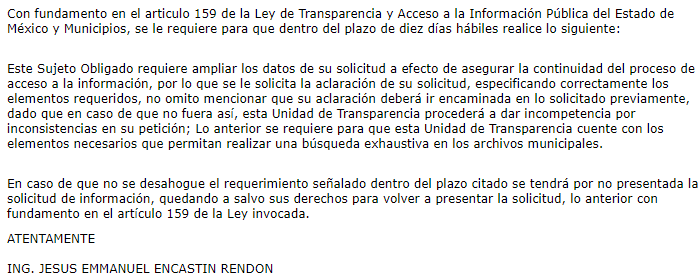 Con fundamento en el articulo 159 de la Ley de Transparencia y Acceso a la Información Pública del Estado de
México y Municipios, se le requiere para que dentro del plazo de diez días hábiles realice lo siguiente:
Este Sujeto Obligado requiere ampliar los datos de su solicitud a efecto de asegurar la continuidad del proceso de
acceso a la información, por lo que se le solicita la aclaración de su solicitud, especificando correctamente los
elementos requeridos, no omito mencionar que su aclaración deberá ir encaminada en lo solicitado previamente,
dado que en caso de que no fuera así, esta Unidad de Transparencia procederá a dar incompetencia por
inconsistencias en su petición; Lo anterior se requiere para que esta Unidad de Transparencia cuente con los
elementos necesarios que permitan realizar una búsqueda exhaustiva en los archivos municipales.
En caso de que no se desahogue el requerimiento señalado dentro del plazo citado se tendrá por no presentada la
solicitud de información, quedando a salvo sus derechos para volver a presentar la solicitud, lo anterior con
fundamento en el artículo 159 de la Ley invocada.
ATENTAMENTE
ING. JESUS EMMANUEL ENCASTIN RENDON